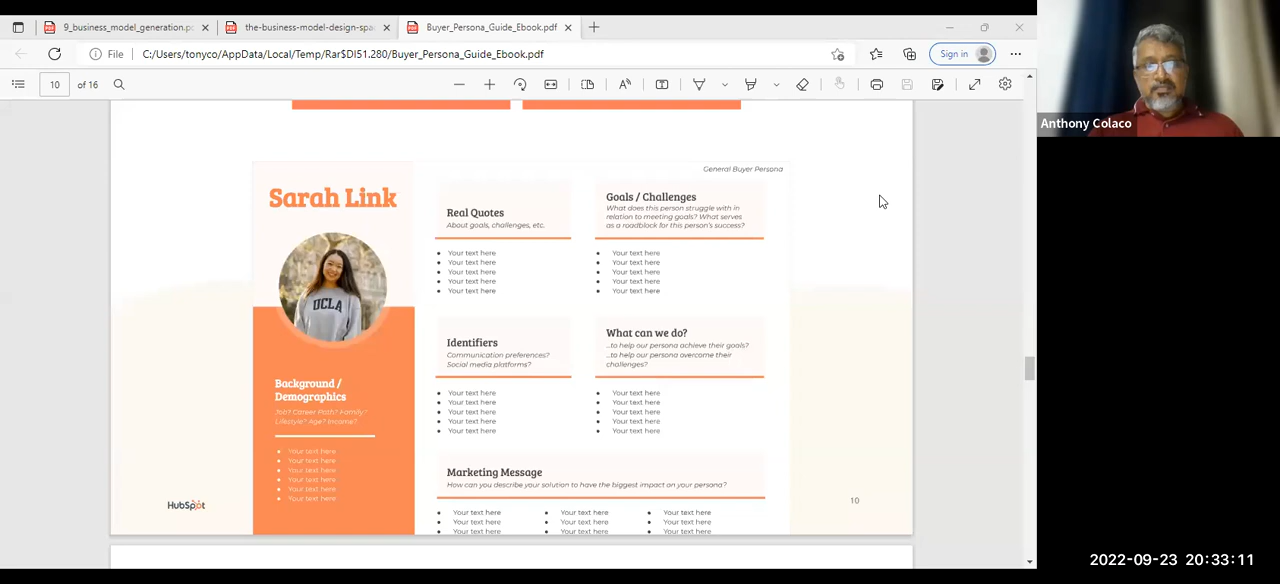 9_business_model_generation.p
the-business-model-design-spa
Buyer_Persona_Guide_Ebook.pdf
File
C:/Users/tonyco/AppData/Local/Temp/Rar$DI51.280/Buyer_Persona_Guide_Ebook.pdf
Sign in
10
of 16
Anthony Colaco
General Buyer Persona
Sarah Link
UCLA
Background /
Demographics
Job? Career Path? Family?
Lifestyle? Age? Income?
Your text here
Your text here
Your text here
Your text here
Your text here
Your text here
Real Quotes
About goals, challenges, etc.
Your text here
Your text here
Your text here
Your text here
Your text here
Goals / Challenges
What does this person struggle with in
relation to meeting goals? What serves
as a roadblock for this person's success?
Your text here
Your text here
Your text here
Your text here
Your text here
Identifiers
Communication preferences?
Social media platforms?
Your text here
Your text here
Your text here
Your text here
Your text here
What can we do?
..to help our persona achieve their goals?
..to help our persona overcome their
challenges?
Your text here
Your text here
Your text here
Your text here
Your text here
Marketing Message
How can you describe your solution to have the biggest impact on your persona?
Your text here Your text here Your text here
Your text here Your text here Your text here
Your text here Your text here Your text here
HubSpot
10
2022-09-23 20:33:11